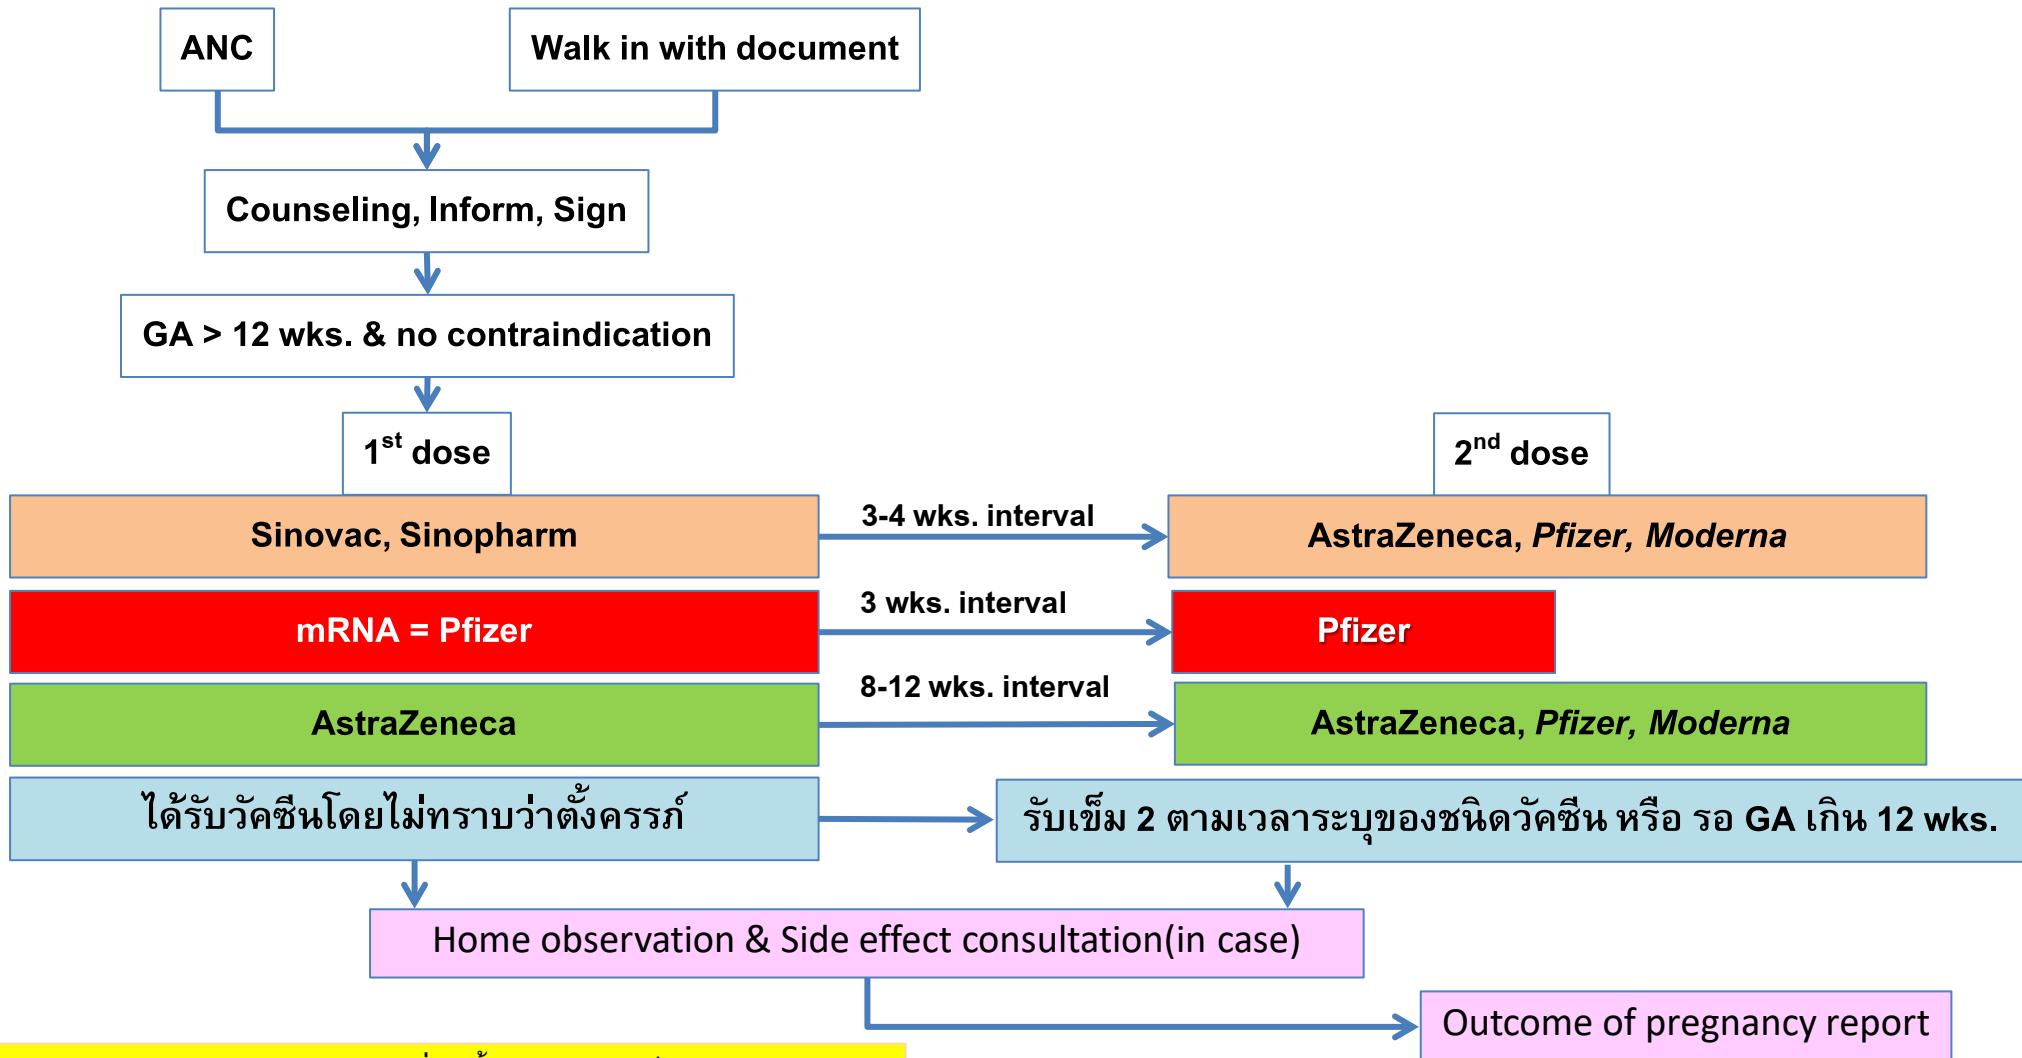 ANC
Walk in with document
Counseling, Inform, Sign
GA > 12 wks. & no contraindication
1st dose
2nd dose
Sinovac, Sinopharm
3-4 wks. interval
AstraZeneca, Pfizer, Moderna
mRNA = Pfizer
3 wks. interval
Pfizer
AstraZeneca
8-12 wks. interval
AstraZeneca, Pfizer, Moderna
ได้รับวัคซีนโดยไม่ทราบว่าตั้งครรภ์
รับเข็ม 2 ตามเวลาระบุของชนิดวัคซีน หรือ รอ GA เกิน 12 wks.
Home observation & Side effect consultation(in case)
Outcome of pregnancy report